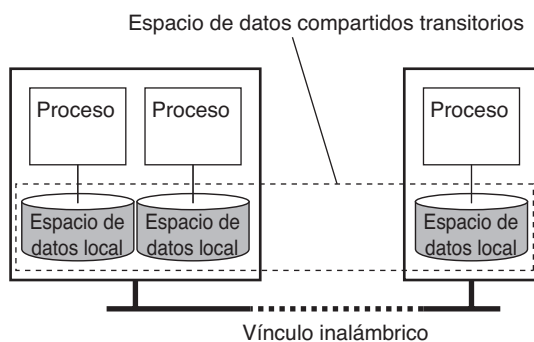 Espacio de datos compartidos transitorios
Proceso
Proceso
Proceso
Espacio de
datos local
Espacio de
datos local
Espacio de
datos local
Vínculo inalámbrico